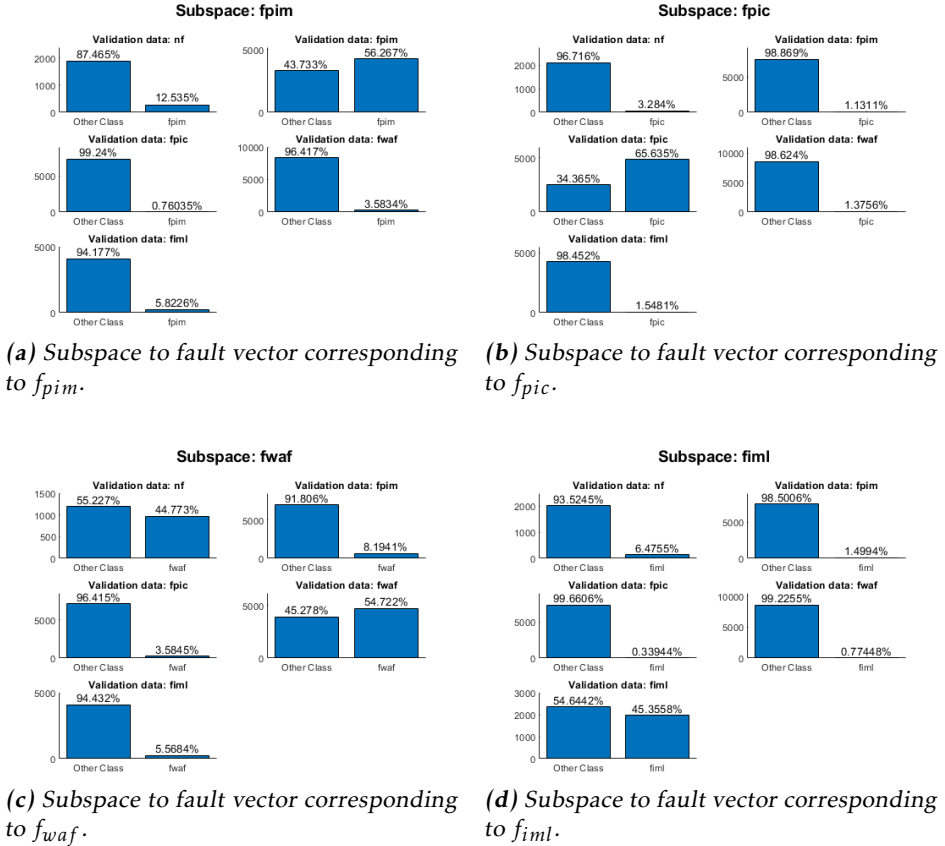 Subspace: fpim
Validation data: nf
2000
1000
0
87.465%
12.535%
Other Class
fpim
Validation data: fpim
5000
0
43.733%
56.267%
Other Class
fpim
Validation data: fpic
5000
0
99.24%
0.76035%
Other Class
fpim
Validation data: fwaf
10000
5000
0
96.417%
3.5834%
Other Class
fpim
Validation data: fiml
5000
0
94.177%
5.8226%
Other Class
fpim
(a) Subspace to fault vector corresponding
to fpim.
Subspace: fpic
Validation data: nf
2000
1000
0
96.716%
3.284%
Other Class
fpic
Validation data: fpim
5000
0
98.869%
1.1311%
Other Class
fpic
Validation data: fpic
5000
0
34.365%
65.635%
Other Class
fpic
Validation data: fwaf
10000
5000
0
98.624%
1.3756%
Other Class
fpic
Validation data: fiml
5000
0
98.452%
1.5481%
Other Class
fpic
(b) Subspace to fault vector corresponding
to fpic.
Subspace: fwaf
Validation data: nf
1500
1000
500
0
55.227%
44.773%
Other Class
fwaf
Validation data: fpim
5000
0
91.806%
8.1941%
Other Class
fwaf
Validation data: fpic
5000
0
96.415%
3.5845%
Other Class
fwaf
Validation data: fwaf
5000
0
45.278%
54.722%
Other Class
fwaf
Validation data: fiml
5000
0
94.432%
5.5684%
Other Class
fwaf
(c) Subspace to fault vector corresponding
to fwaf.
Subspace: fiml
Validation data: nf
2000
1000
0
93.5245%
6.4755%
Other Class
fiml
Validation data: fpim
5000
0
98.5006%
1.4994%
Other Class
fiml
Validation data: fpic
5000
0
99.6606%
0.33944%
Other Class
fiml
Validation data: fwaf
10000
5000
0
99.2255%
0.77448%
Other Class
fiml
Validation data: fiml
3000
2000
1000
0
54.6442%
45.3558%
Other Class
fiml
(d) Subspace to fault vector corresponding
to fiml.